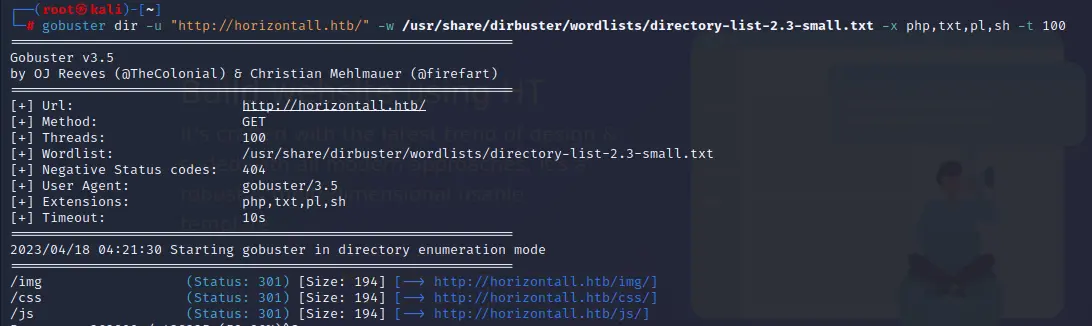 ┌──(root㉿kali)-[~]
└─# gobuster dir -u "http://horizontall.htb/" -w /usr/share/dirbuster/wordlists/directory-list-2.3-small.txt -x php,txt,pl,sh -t 100
===============================================================
Gobuster v3.5
by OJ Reeves (@TheColonial) & Christian Mehlmauer (@firefart)
===============================================================
[+] Url: http://horizontall.htb/
[+] Method: GET
[+] Threads: 100
[+] Wordlist: /usr/share/dirbuster/wordlists/directory-list-2.3-small.txt
[+] Negative Status codes: 404
[+] User Agent: gobuster/3.5
[+] Extensions: php,txt,pl,sh
[+] Timeout: 10s
===============================================================
2023/04/18 04:21:30 Starting gobuster in directory enumeration mode
===============================================================
/img (Status: 301) [Size: 194] [--> http://horizontall.htb/img/]
/css (Status: 301) [Size: 194] [--> http://horizontall.htb/css/]
/js (Status: 301) [Size: 194] [--> http://horizontall.htb/js/]
Build website using HT